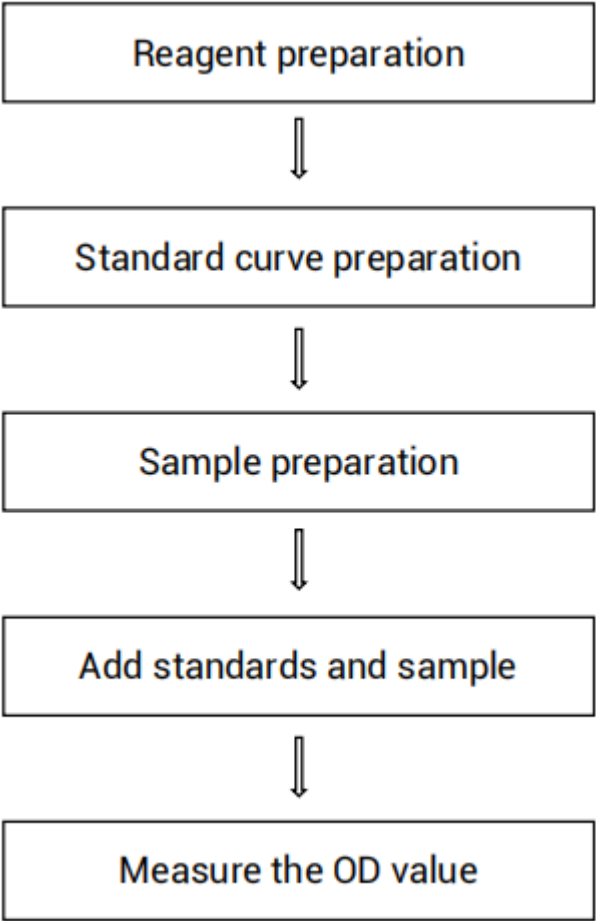 Reagent preparation
Standard curve preparation
Sample preparation
Add standards and sample
Measure the OD value